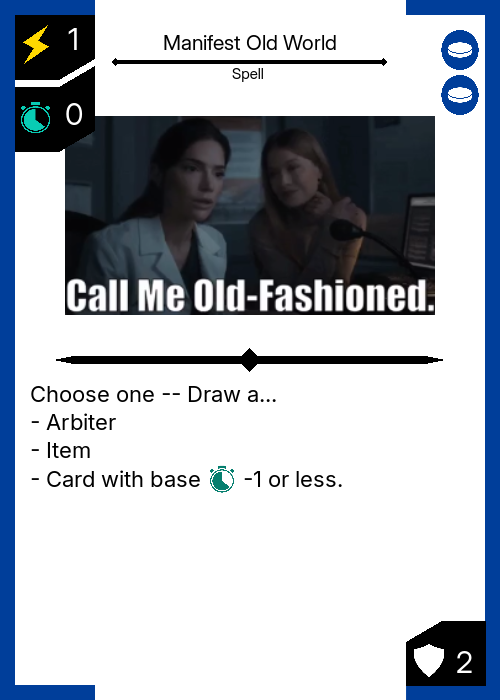 1
Manifest Old World
Spell
0
Call Me Old-Fashioned.
Choose one -- Draw a...
- Arbiter
- Item
- Card with base -1 or less.
2